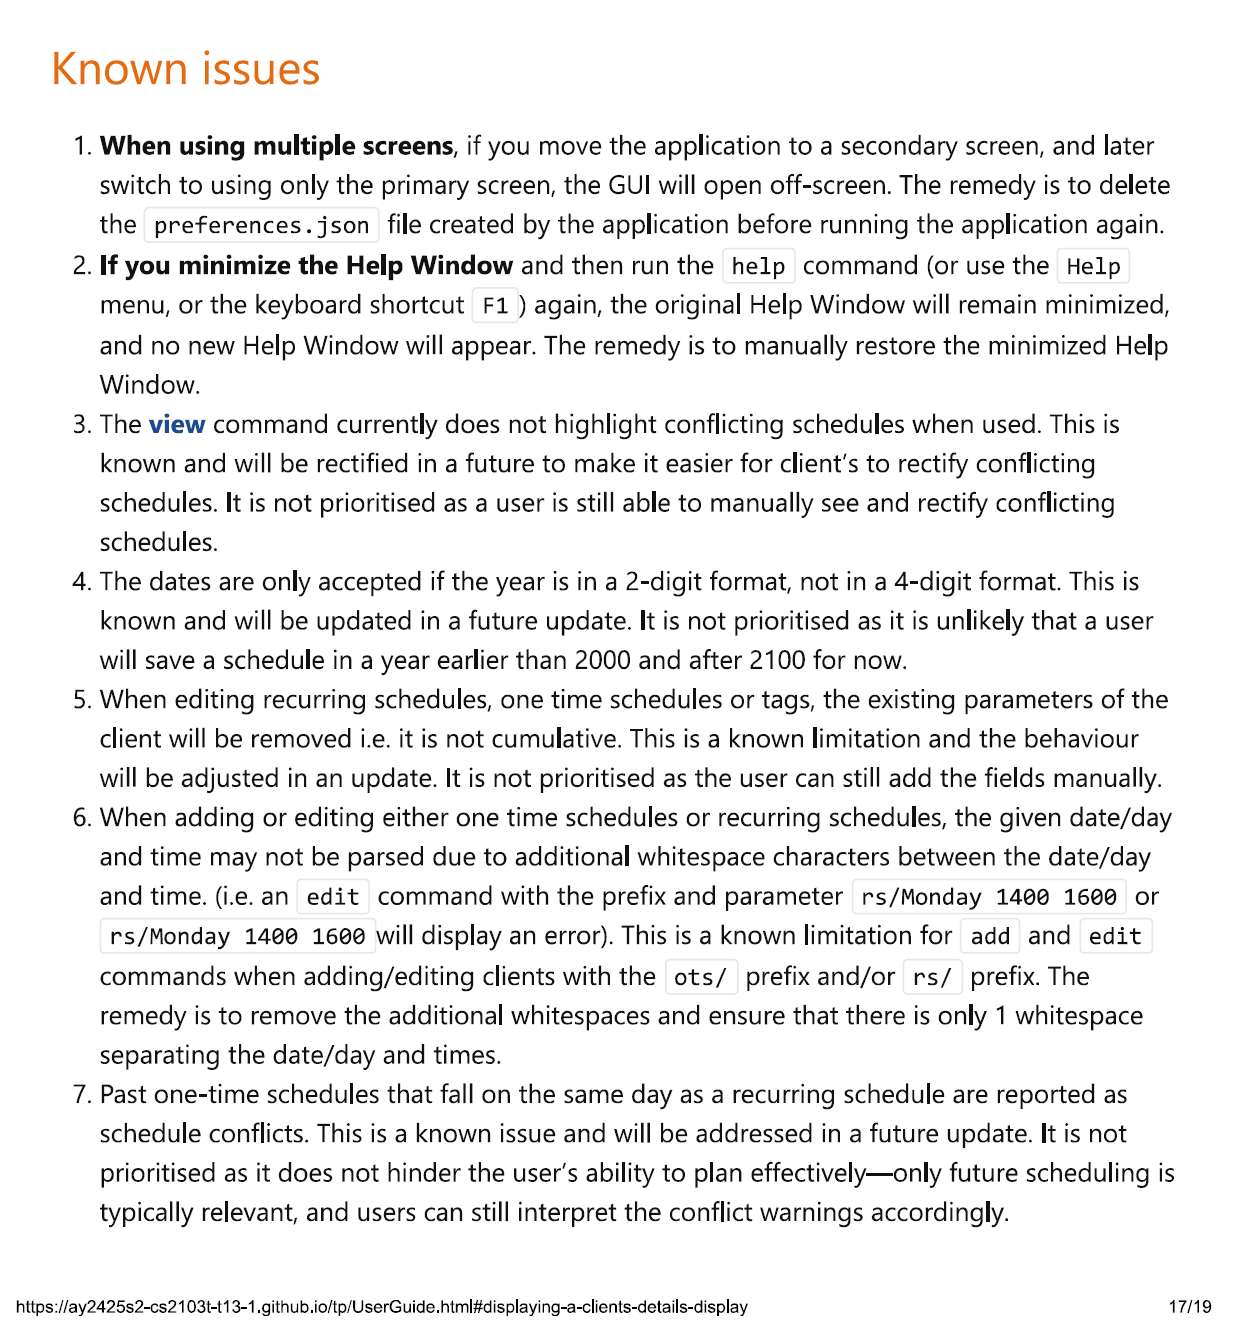 Known issues
1. When using multiple screens, if you move the application to a secondary screen, and later
switch to using only the primary screen, the GUI will open off-screen. The remedy is to delete
the preferences.json file created by the application before running the application again.
2. If you minimize the Help Window and then run the help command (or use the Help
menu, or the keyboard shortcut F1 ) again, the original Help Window will remain minimized,
and no new Help Window will appear. The remedy is to manually restore the minimized Help
Window.
3. The view command currently does not highlight conflicting schedules when used. This is
known and will be rectified in a future to make it easier for client's to rectify conflicting
schedules. It is not prioritised as a user is still able to manually see and rectify conflicting
schedules.
4. The dates are only accepted if the year is in a 2-digit format, not in a 4-digit format. This is
known and will be updated in a future update. It is not prioritised as it is unlikely that a user
will save a schedule in a year earlier than 2000 and after 2100 for now.
5. When editing recurring schedules, one time schedules or tags, the existing parameters of the
client will be removed i.e. it is not cumulative. This is a known limitation and the behaviour
will be adjusted in an update. It is not prioritised as the user can still add the fields manually.
6. When adding or editing either one time schedules or recurring schedules, the given date/day
and time may not be parsed due to additional whitespace characters between the date/day
and time. (i.e. an edit command with the prefix and parameter rs/Monday 1400 1600 or
rs/Monday 1400 1600 will display an error). This is a known limitation for add and edit
commands when adding/editing clients with the ots/ prefix and/or rs/ prefix. The
remedy is to remove the additional whitespaces and ensure that there is only 1 whitespace
separating the date/day and times.
7. Past one-time schedules that fall on the same day as a recurring schedule are reported as
schedule conflicts. This is a known issue and will be addressed in a future update. It is not
prioritised as it does not hinder the user's ability to plan effectively—only future scheduling is
typically relevant, and users can still interpret the conflict warnings accordingly.
https://ay2425s2-cs2103t-t13-1.github.io/tp/UserGuide.html#displaying-a-clients-details-display 17/19